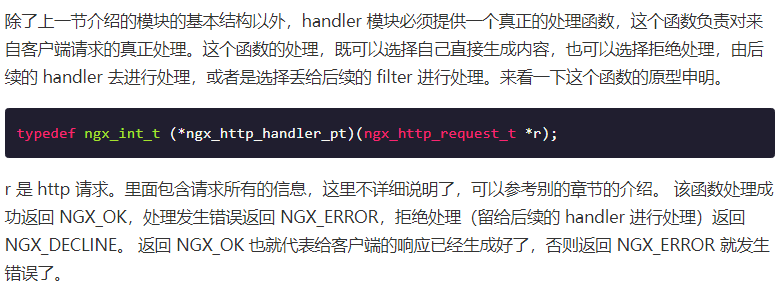 除了上一节介绍的模块的基本结构以外，handler 模块必须提供一个真正的处理函数，这个函数负责对来
自客户端请求的真正处理。这个函数的处理，既可以选择自己直接生成内容，也可以选择拒绝处理，由后
续的 handler 去进行处理，或者是选择丢给后续的 filter 进行处理。来看一下这个函数的原型申明。
typedef ngx_int_t (*ngx_http_handler_pt)(ngx_http_request_t *r);
r 是 http 请求。里面包含请求所有的信息，这里不详细说明了，可以参考别的章节的介绍。 该函数处理成
功返回 NGX_OK，处理发生错误返回 NGX_ERROR，拒绝处理（留给后续的 handler 进行处理）返回
NGX_DECLINE。 返回 NGX_OK 也就代表给客户端的响应已经生成好了，否则返回 NGX_ERROR 就发生
错误了。